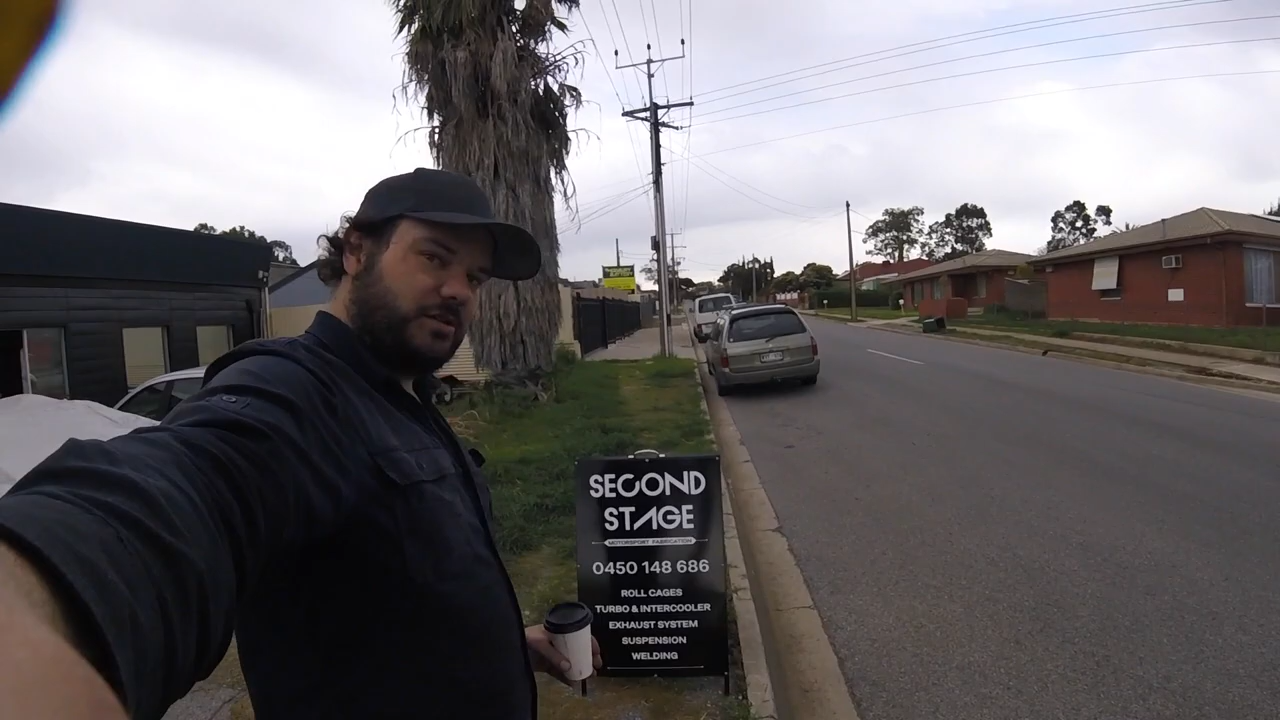 SECOND
STAGE
MOTORSPORT FABRICATION
0450 148 686
ROLL CAGES
TURBO & INTERCOOLER
EXHAUST SYSTEM
SUSPENSION
WELDING